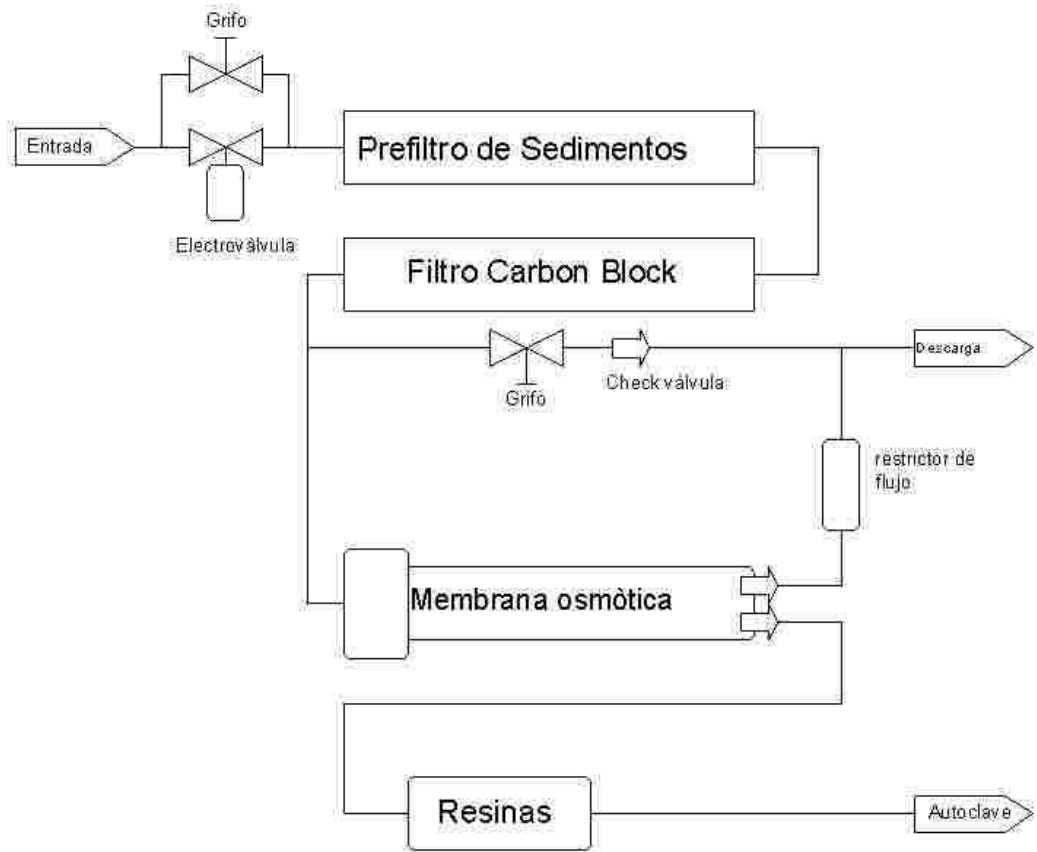 Grifo
Entrada
Prefiltro de Sedimentos
Electroválvula
Filtro Carbon Block
Descarga
Check válvula
Grifo
restrictor de
flujo
Membrana osmòtica
Resinas
Autoclave